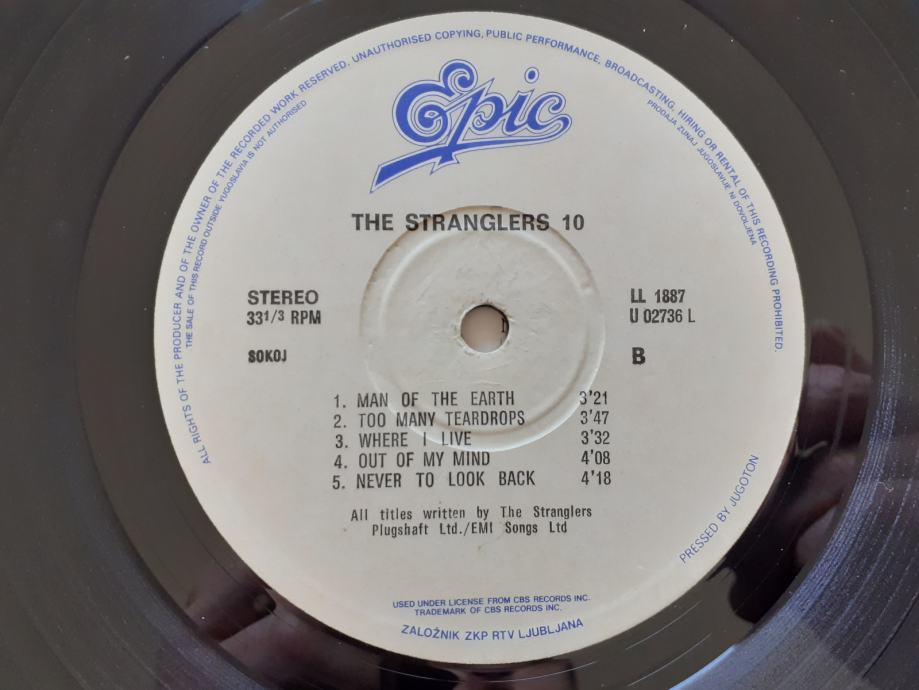 ALL RIGHTS OF THE PRODUCER AND OF THE OWNER OF THE RECORDED WORK RESERVED. UNAUTHORISED COPYING, PUBLIC PERFORMANCE, BROADCASTING, HIRING OR RENTAL OF THIS RECORDING PROHIBITED.
THE SALE OF THIS RECORD OUTSIDE YUGOSLAVIA IS NOT AUTHORISED
PRODAJA ZUNAJ JUGOSLAVIJE NI DOVOLJENA
Epic
THE STRANGLERS 10
STEREO
33 1/3 RPM
SOKOJ
LL 1887
U 02736 L
B
1. MAN OF THE EARTH 3'21
2. TOO MANY TEARDROPS 3'47
3. WHERE I LIVE 3'32
4. OUT OF MY MIND 4'08
5. NEVER TO LOOK BACK 4'18
All titles written by The Stranglers
Plugshaft Ltd./EMI Songs Ltd
PRESSED BY JUGOTON
USED UNDER LICENSE FROM CBS RECORDS INC.
TRADEMARK OF CBS RECORDS INC.
ZALOŽNIK ZKP RTV LJUBLJANA